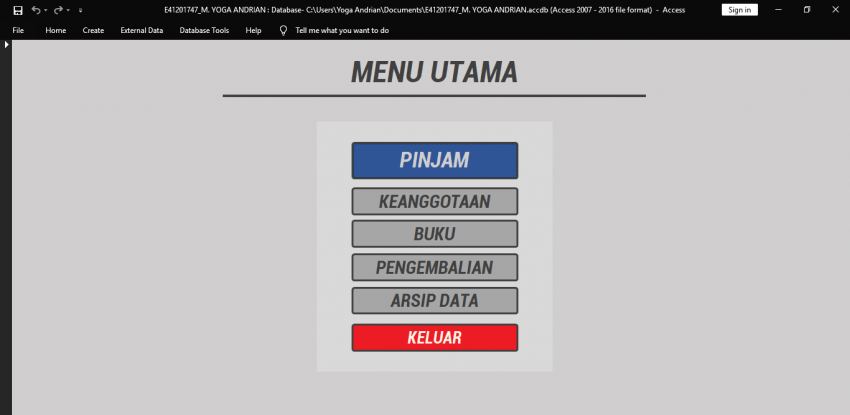 E41201747_M. YOGA ANDRIAN : Database- C:\Users\Yoga Andrian\Documents\E41201747_M. YOGA ANDRIAN.accdb (Access 2007 - 2016 file format) - Access
Sign in
File Home Create External Data Database Tools Help Tell me what you want to do
MENU UTAMA
PINJAM
KEANGGOTAAN
BUKU
PENGEMBALIAN
ARSIP DATA
KELUAR